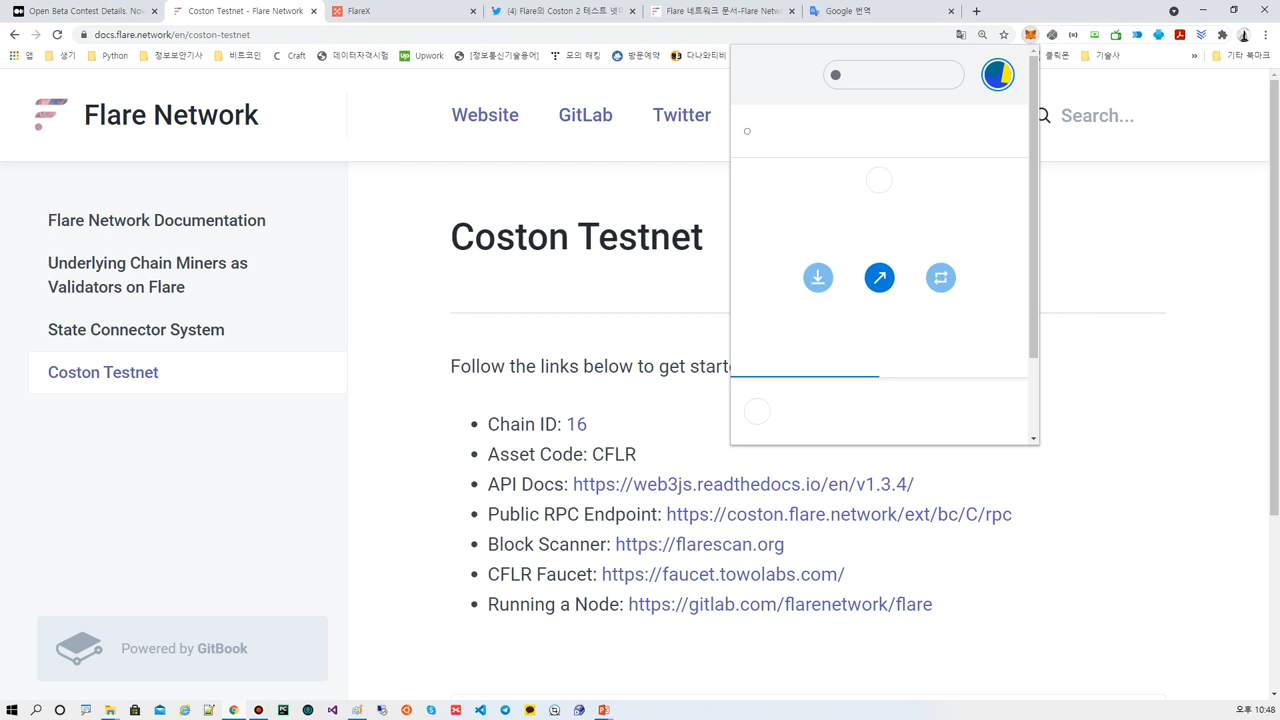 Open Beta Contest Details. Nov
Coston Testnet - Flare Network
FlareX
(4) Flare의 Coston 2 테스트 넷이
Flare 네트워크 문서-Flare Network
Google 번역
docs.flare.network/en/coston-testnet
앱
생기
Python
정보보안기사
비트코인
Craft
데이터자격시험
Upwork
[정보통신기술용어]
모의 해킹
방문예약
다나와티비
클릭온
기술사
»
기타 북마크
Flare Network
Website
GitLab
Twitter
Search...
Flare Network Documentation
Underlying Chain Miners as
Validators on Flare
State Connector System
Coston Testnet
Powered by GitBook
Coston Testnet
Follow the links below to get starte
• Chain ID: 16
• Asset Code: CFLR
• API Docs: https://web3js.readthedocs.io/en/v1.3.4/
• Public RPC Endpoint: https://coston.flare.network/ext/bc/C/rpc
• Block Scanner: https://flarescan.org
• CFLR Faucet: https://faucet.towolabs.com/
• Running a Node: https://gitlab.com/flarenetwork/flare
오후 10:48